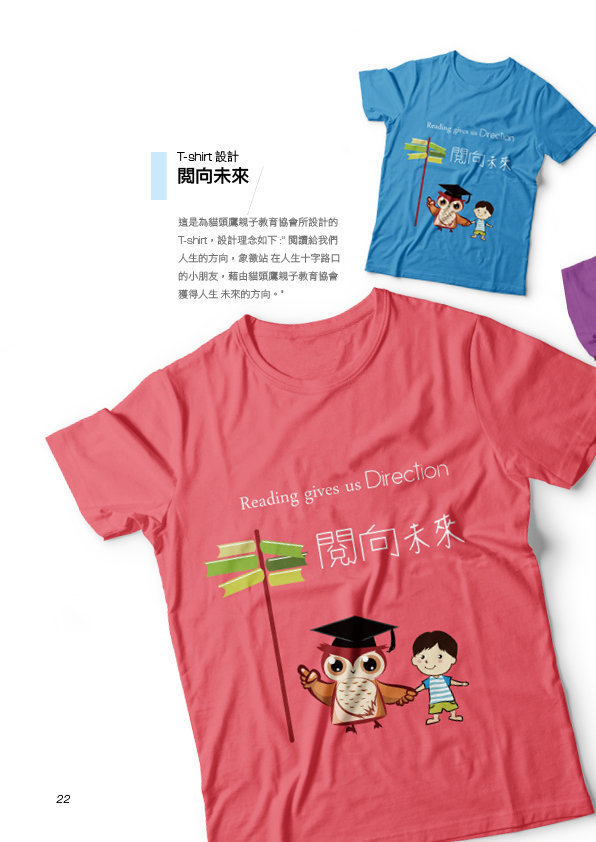 T-shirt 設計
閲向未來
這是為貓頭鷹親子教育協會所設計的
T-shirt，設計理念如下 :" 閱讀給我們
人生的方向，象徵站 在人生十字路口
的小朋友，藉由貓頭鷹親子教育協會
獲得人生 未來的方向。"
Reading gives us Direction
閱向未來
Reading gives us Direction
閱向未來
22